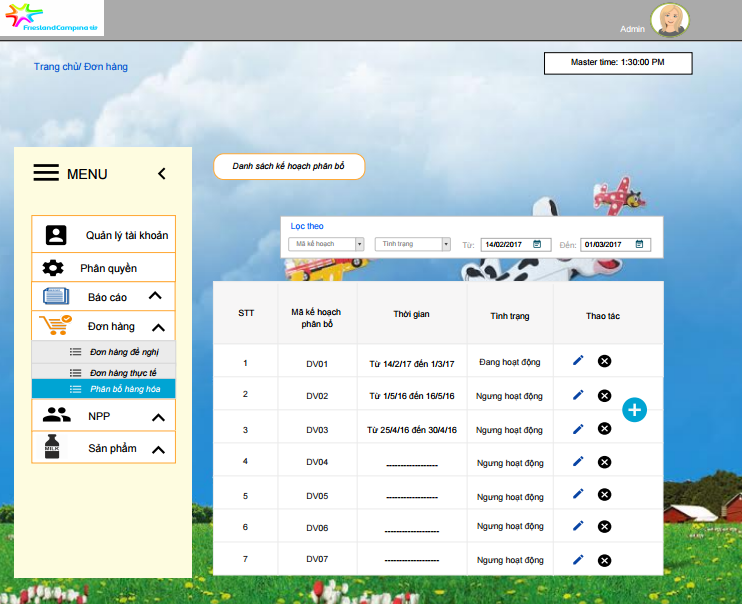 FrieslandCampina
Admin
Trang chủ/ Đơn hàng
Master time: 1:30:00 PM
MENU
Danh sách kế hoạch phân bổ
Quản lý tài khoản
Phân quyền
Báo cáo
Đơn hàng
Đơn hàng đề nghị
Đơn hàng thực tế
Phân bổ hàng hóa
NPP
MILK
Sản phẩm
Lọc theo
Mã kế hoạch
Tình trạng
Từ:
14/02/2017
Đến:
01/03/2017
STT
Mã kế hoạch
phân bổ
Thời gian
Tình trạng
Thao tác
1 DV01 Từ 14/2/17 đến 1/3/17 Đang hoạt động
2 DV02 Từ 1/5/16 đến 16/5/16 Ngưng hoạt động
3 DV03 Từ 25/4/16 đến 30/4/16 Ngưng hoạt động
4 DV04 ------------------ Ngưng hoạt động
5 DV05 ------------------ Ngưng hoạt động
6 DV06 ------------------ Ngưng hoạt động
7 DV07 ------------------ Ngưng hoạt động